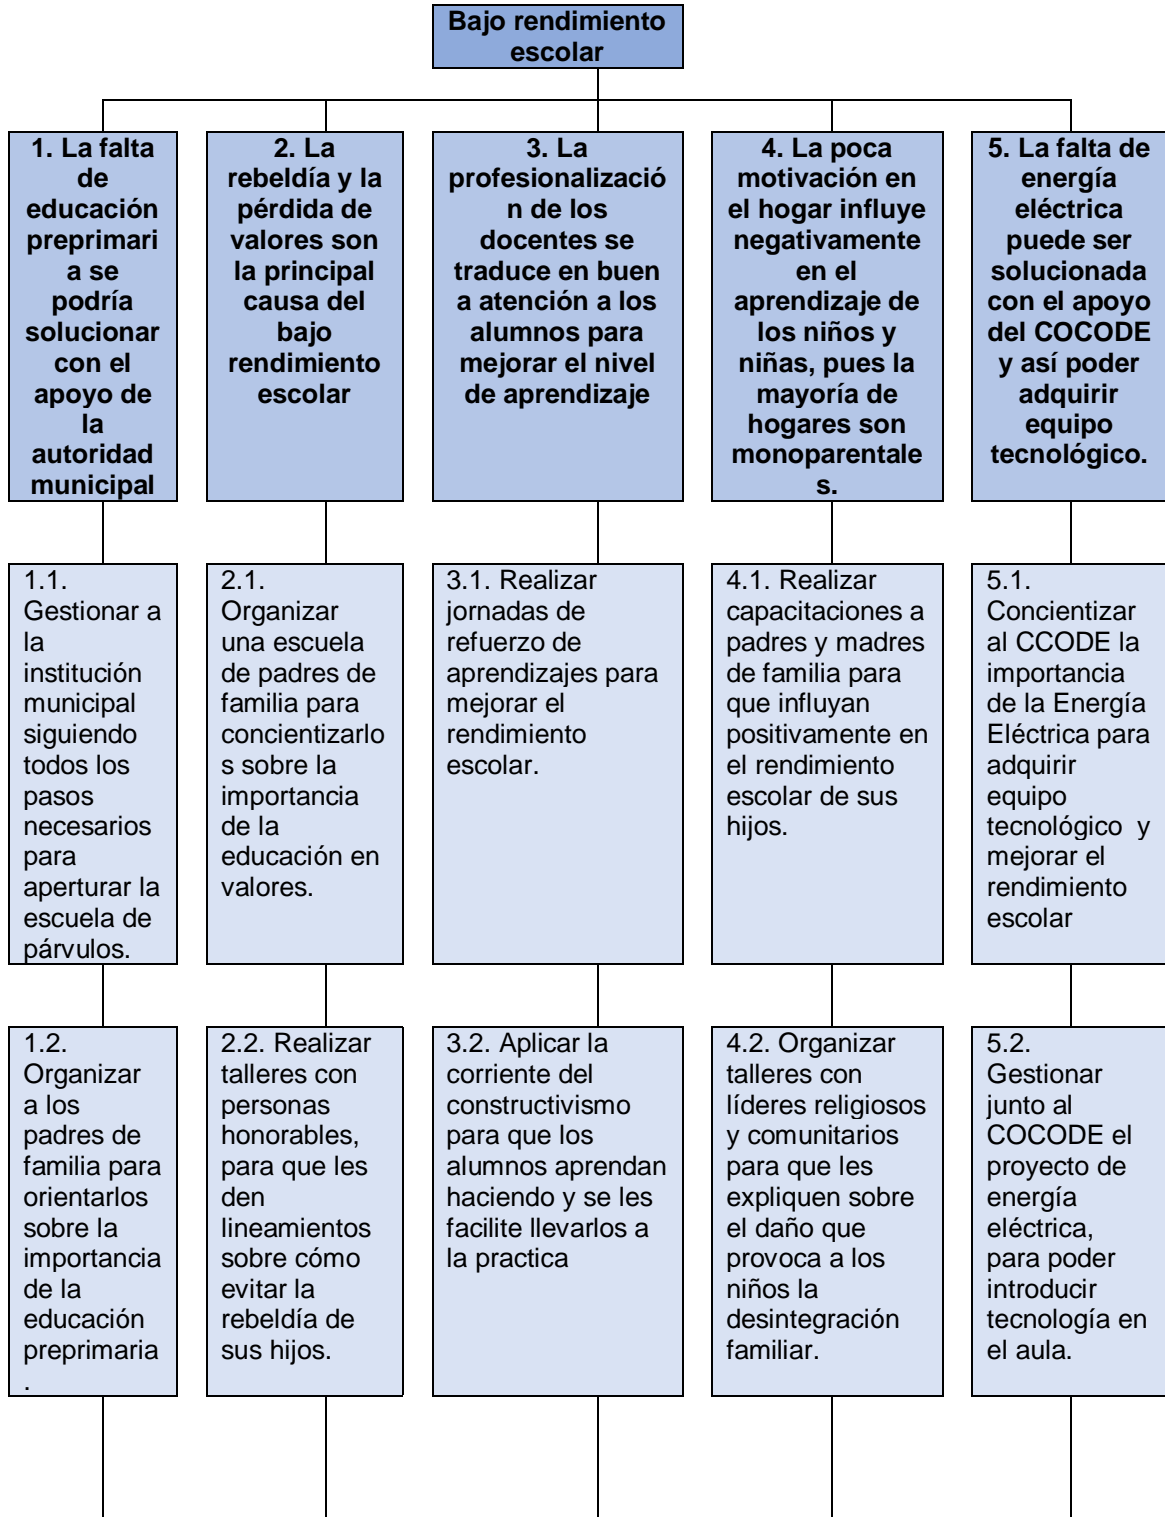 Bajo rendimiento
escolar
1. La falta
de
educación
preprimari
a se
podría
solucionar
con el
apoyo de
la
autoridad
municipal
2. La
rebeldía y la
pérdida de
valores son
la principal
causa del
bajo
rendimiento
escolar
3. La
profesionalizació
n de los
docentes se
traduce en buen
a atención a los
alumnos para
mejorar el nivel
de aprendizaje
4. La poca
motivación en
el hogar influye
negativamente
en el
aprendizaje de
los niños y
niñas, pues la
mayoría de
hogares son
monoparentale
s.
5. La falta de
energía
eléctrica
puede ser
solucionada
con el apoyo
del COCODE
y así poder
adquirir
equipo
tecnológico.
1.1.
Gestionar a
la
institución
municipal
siguiendo
todos los
pasos
necesarios
para
aperturar la
escuela de
párvulos.
2.1.
Organizar
una escuela
de padres de
familia para
concientizarlo
s sobre la
importancia
de la
educación en
valores.
3.1. Realizar
jornadas de
refuerzo de
aprendizajes para
mejorar el
rendimiento
escolar.
4.1. Realizar
capacitaciones a
padres y madres
de familia para
que influyan
positivamente en
el rendimiento
escolar de sus
hijos.
5.1.
Concientizar
al CCODE la
importancia
de la Energía
Eléctrica para
adquirir
equipo
tecnológico  y
mejorar el
rendimiento
escolar
1.2.
Organizar
a los
padres de
familia para
orientarlos
sobre la
importancia
de la
educación
preprimaria
.
2.2. Realizar
talleres con
personas
honorables,
para que les
den
lineamientos
sobre cómo
evitar la
rebeldía de
sus hijos.
3.2. Aplicar la
corriente del
constructivismo
para que los
alumnos aprendan
haciendo y se les
facilite llevarlos a
la practica
4.2. Organizar
talleres con
líderes religiosos
y comunitarios
para que les
expliquen sobre
el daño que
provoca a los
niños la
desintegración
familiar.
5.2.
Gestionar
junto al
COCODE el
proyecto de
energía
eléctrica,
para poder
introducir
tecnología en
el aula.